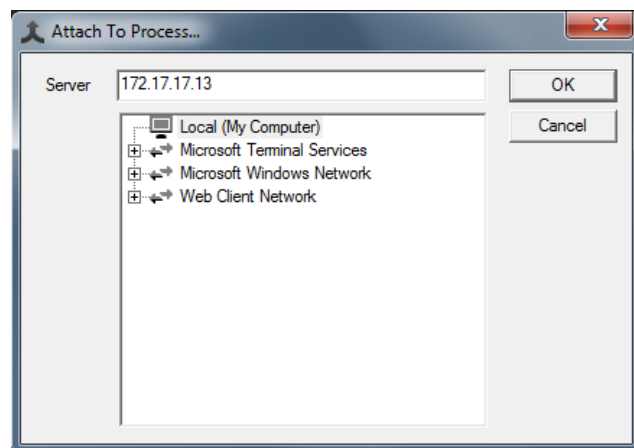 Attach To Process...
Server 172.17.17.13 OK
Local (My Computer) Cancel
Microsoft Terminal Services
Microsoft Windows Network
Web Client Network